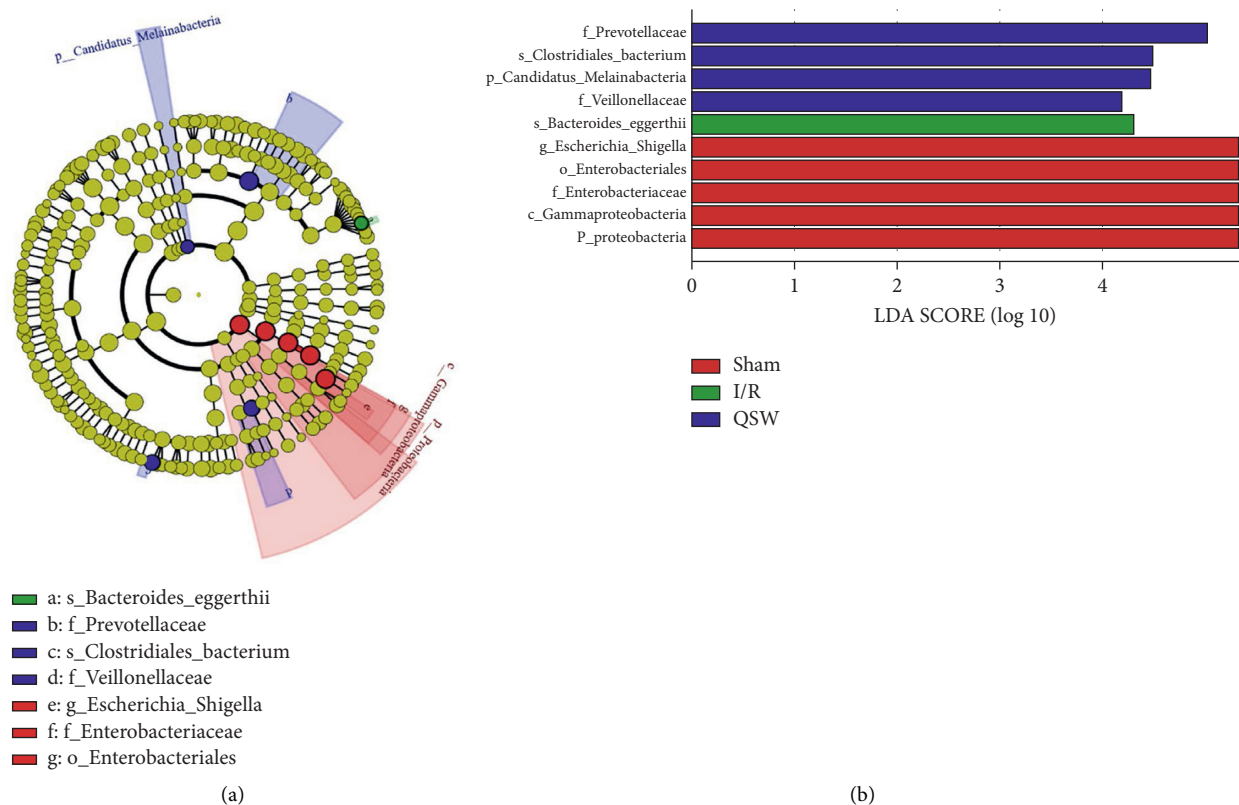 p__Candidatus_Melainabacteria
b
a
c
d
e
f
g
c__Gammaproteobacteria
p__Proteobacteria
a: s_Bacteroides_eggerthii
b: f_Prevotellaceae
c: s_Clostridiales_bacterium
d: f_Veillonellaceae
e: g_Escherichia_Shigella
f: f_Enterobacteriaceae
g: o_Enterobacteriales
(a)
f_Prevotellaceae
s_Clostridiales_bacterium
p_Candidatus_Melainabacteria
f_Veillonellaceae
s_Bacteroides_eggerthii
g_Escherichia_Shigella
o_Enterobacteriales
f_Enterobacteriaceae
c_Gammaproteobacteria
P_proteobacteria
0 1 2 3 4
LDA SCORE (log 10)
Sham
I/R
QSW
(b)